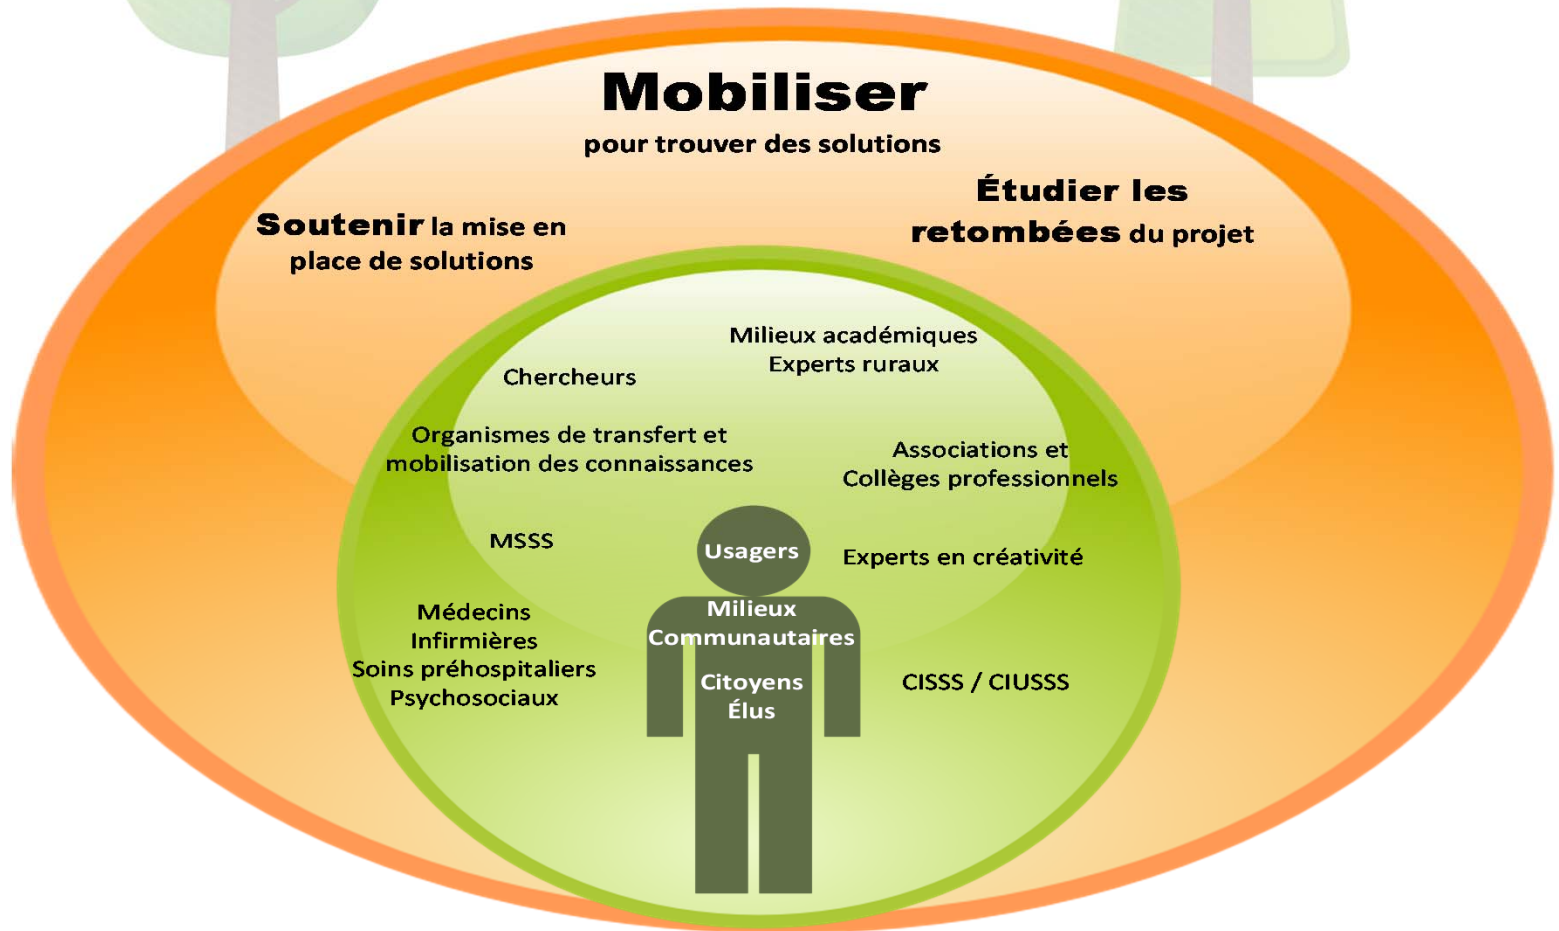 Mobiliser
pour trouver des solutions
Soutenir la mise en
place de solutions
Étudier les
retombées du projet
Milieux académiques
Experts ruraux
Chercheurs
Organismes de transfert et
mobilisation des connaissances
Associations et
Collèges professionnels
MSSS
Usagers
Experts en créativité
Médecins
Infirmières
Soins préhospitaliers
Psychosociaux
Milieux
Communautaires
Citoyens
Élus
CISSS / CIUSSS